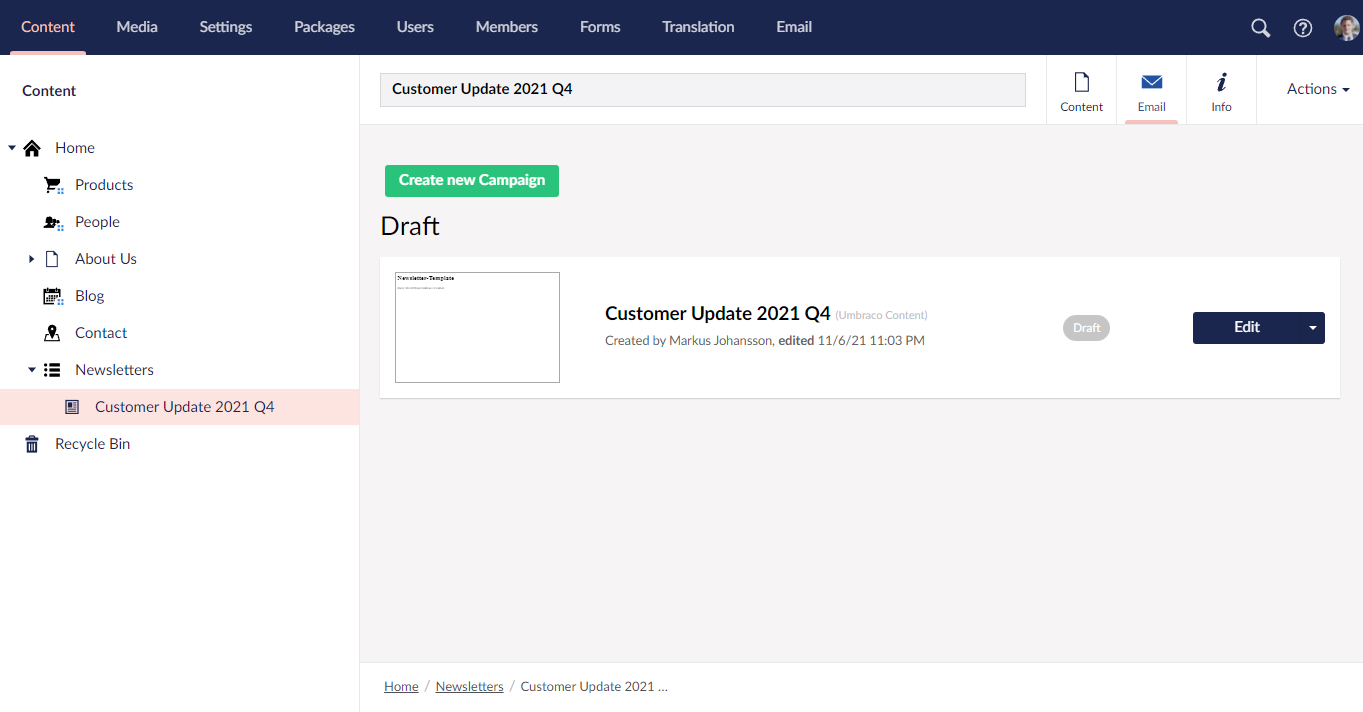 Content Media Settings Packages Users Members Forms Translation Email
Content
Home
Products
People
About Us
Blog
Contact
Newsletters
Customer Update 2021 Q4
Recycle Bin
Customer Update 2021 Q4
Content Email Info
Actions
Create new Campaign
Draft
Newsletter-Template
Customer Update 2021 Q4 (Umbraco Content)
Created by Markus Johansson, edited 11/6/21 11:03 PM
Draft
Edit
Home / Newsletters / Customer Update 2021 ...